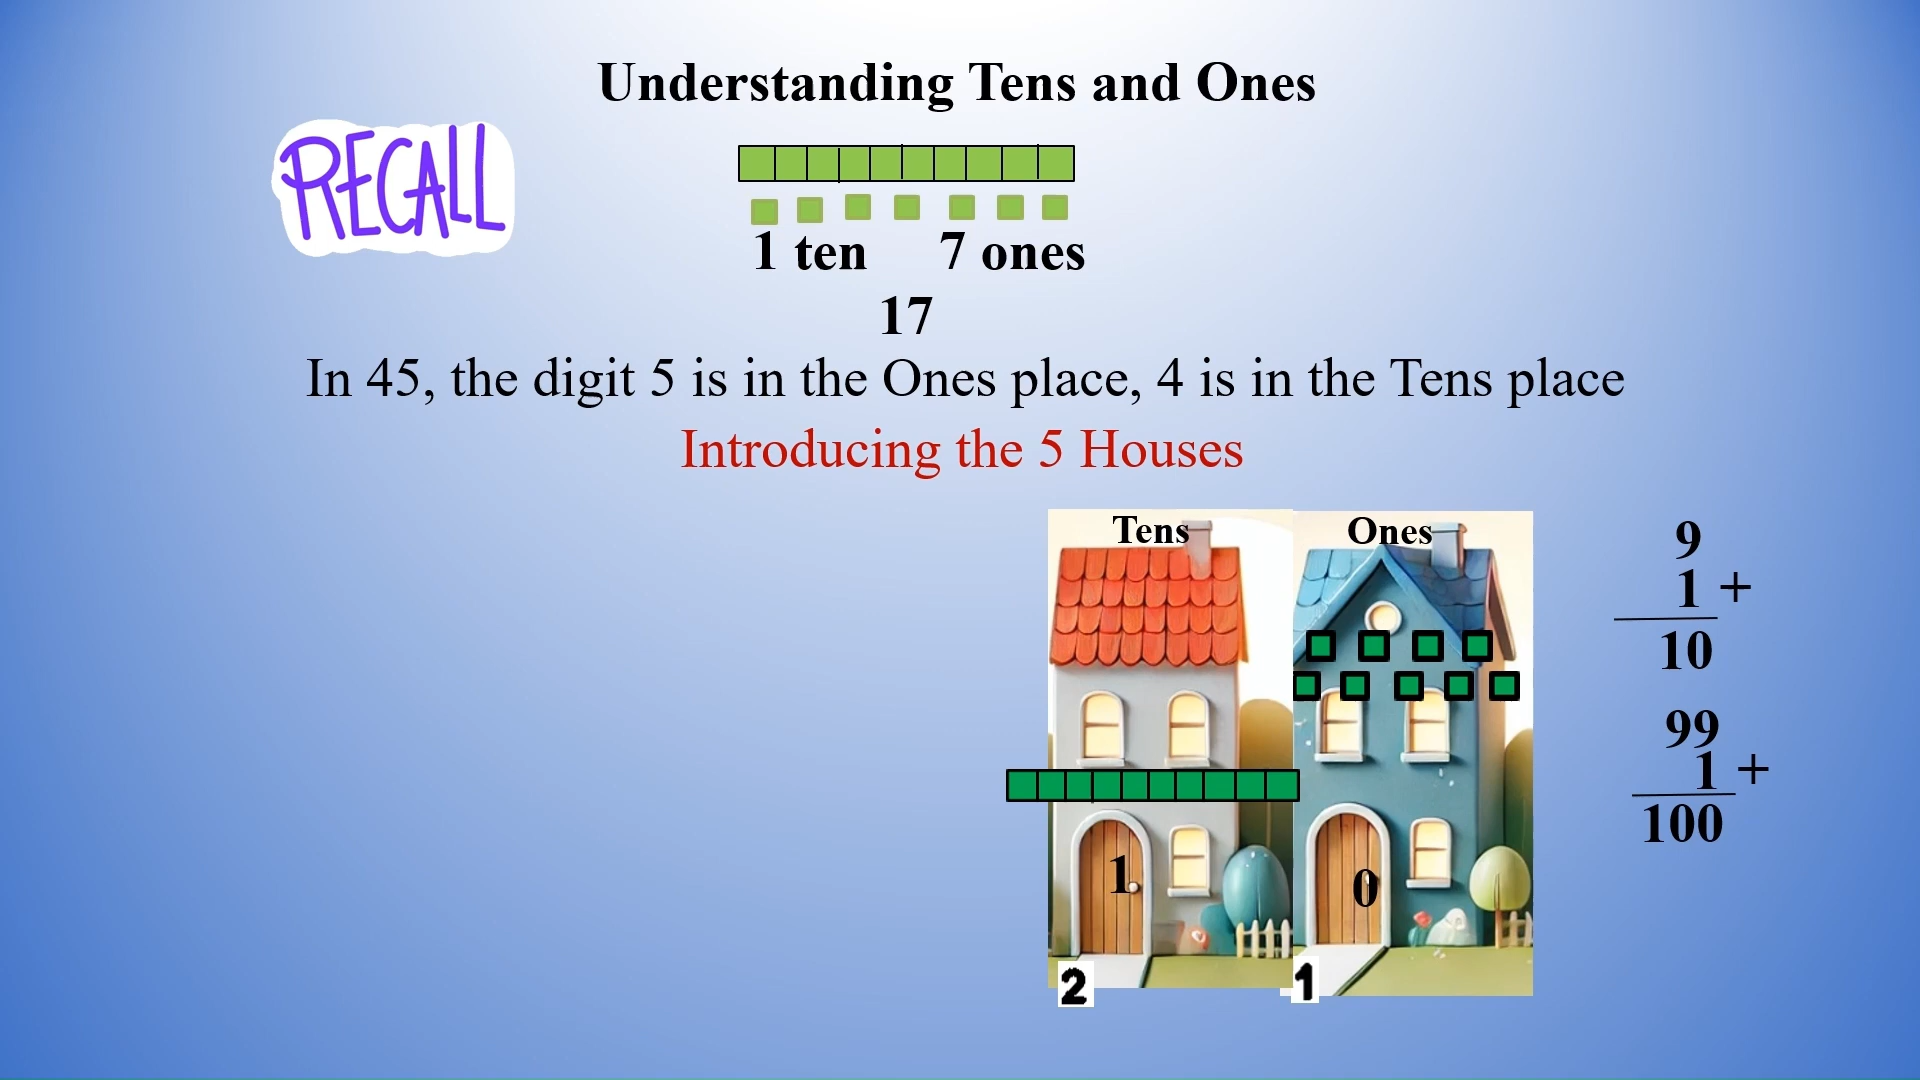 Understanding Tens and Ones
RECALL
1 ten 7 ones
17
In 45, the digit 5 is in the Ones place, 4 is in the Tens place
Introducing the 5 Houses
Tens Ones
1 0
2 1
9
1 +
10
99
1 +
100